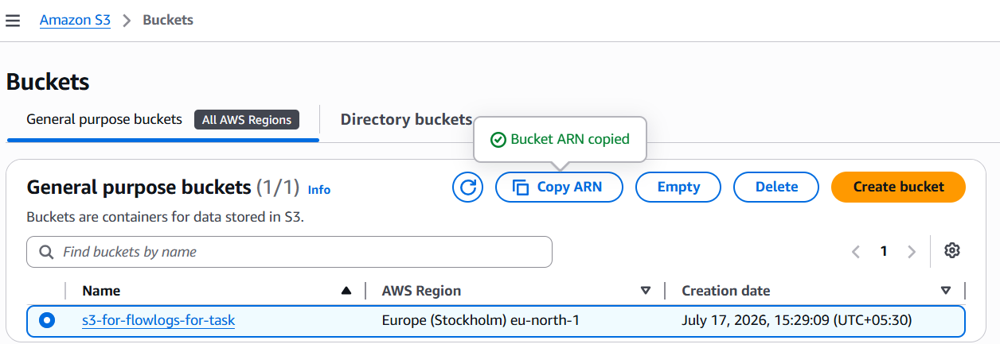 Amazon S3 > Buckets
Buckets
General purpose buckets All AWS Regions Directory buckets
Bucket ARN copied
General purpose buckets (1/1) Info Copy ARN Empty Delete Create bucket
Buckets are containers for data stored in S3.
Find buckets by name 1
Name AWS Region Creation date
s3-for-flowlogs-for-task Europe (Stockholm) eu-north-1 July 17, 2026, 15:29:09 (UTC+05:30)